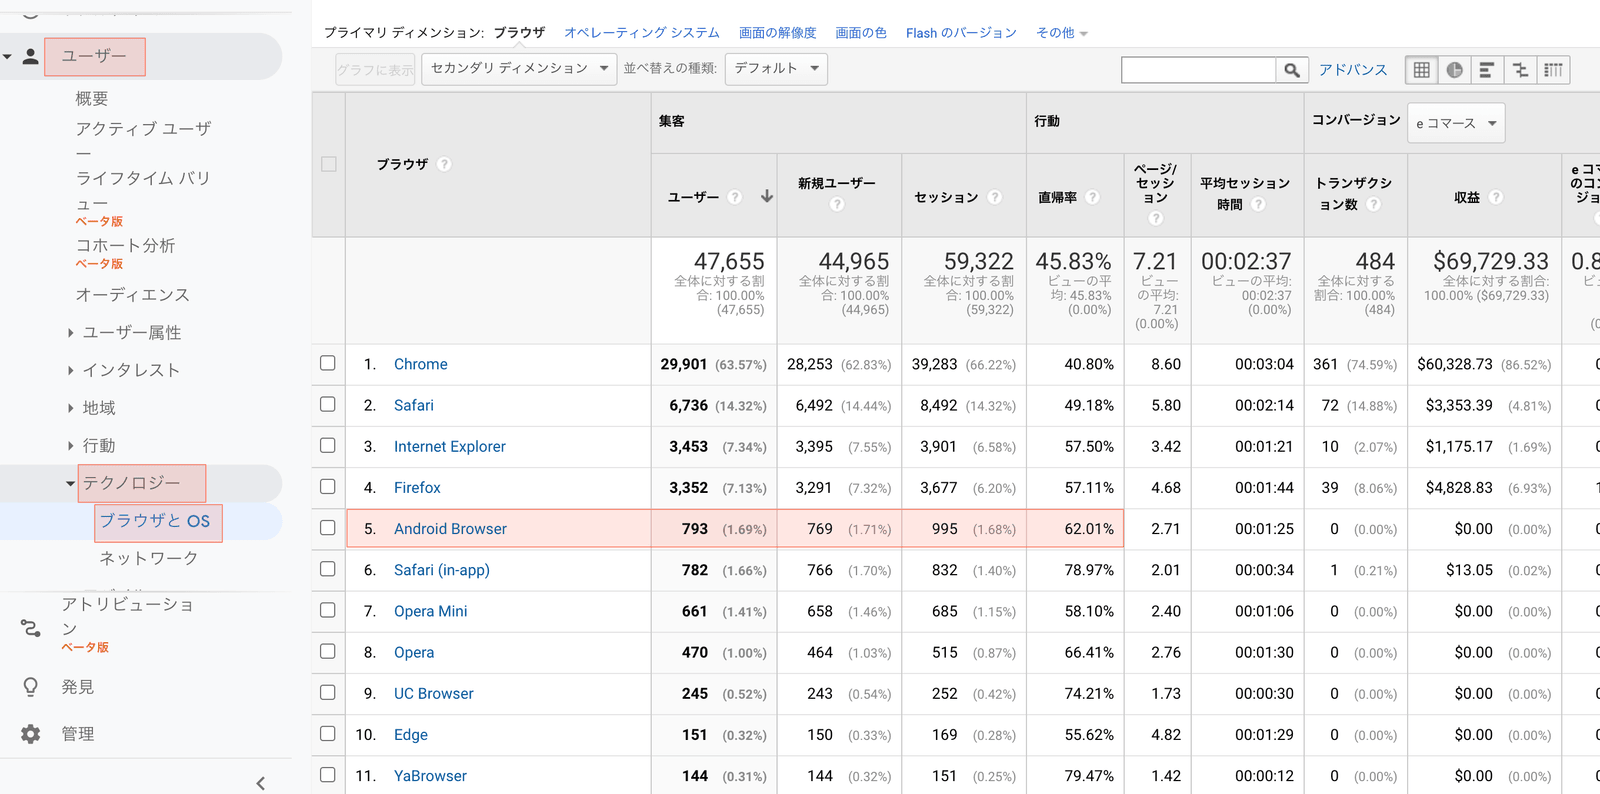 プライマリ ディメンション: ブラウザ オペレーティング システム 画面の解像度 画面の色 Flash のバージョン その他
グラフに表示 セカンダリ ディメンション 並べ替えの種類: デフォルト アドバンス
ユーザー
概要
アクティブ ユーザ
ー
ライフタイム バリ
ュー
ベータ版
コホート分析
ベータ版
オーディエンス
ユーザー属性
インタレスト
地域
行動
テクノロジー
ブラウザと OS
ネットワーク
アトリビューショ
ン
ベータ版
発見
管理
集客 行動 コンバージョン e コマース
ブラウザ
ユーザー
新規ユーザー
セッション
直帰率
ページ/
セッシ
ョン
平均セッション
時間
トランザクシ
ョン数
収益
e コマ
のコン
ジョ
47,655
全体に対する割
合: 100.00%
(47,655)
44,965
全体に対する割
合: 100.00%
(44,965)
59,322
全体に対する割
合: 100.00%
(59,322)
45.83%
ビューの平
均: 45.83%
(0.00%)
7.21
ビュー
の平均:
7.21
(0.00%)
00:02:37
ビューの平均:
00:02:37
(0.00%)
484
全体に対する
割合: 100.00%
(484)
$69,729.33
全体に対する割合:
100.00% ($69,729.33)
0.8
1. Chrome 29,901 (63.57%) 28,253 (62.83%) 39,283 (66.22%) 40.80% 8.60 00:03:04 361 (74.59%) $60,328.73 (86.52%)
2. Safari 6,736 (14.32%) 6,492 (14.44%) 8,492 (14.32%) 49.18% 5.80 00:02:14 72 (14.88%) $3,353.39 (4.81%)
3. Internet Explorer 3,453 (7.34%) 3,395 (7.55%) 3,901 (6.58%) 57.50% 3.42 00:01:21 10 (2.07%) $1,175.17 (1.69%)
4. Firefox 3,352 (7.13%) 3,291 (7.32%) 3,677 (6.20%) 57.11% 4.68 00:01:44 39 (8.06%) $4,828.83 (6.93%)
5. Android Browser 793 (1.69%) 769 (1.71%) 995 (1.68%) 62.01% 2.71 00:01:25 0 (0.00%) $0.00 (0.00%)
6. Safari (in-app) 782 (1.66%) 766 (1.70%) 832 (1.40%) 78.97% 2.01 00:00:34 1 (0.21%) $13.05 (0.02%)
7. Opera Mini 661 (1.41%) 658 (1.46%) 685 (1.15%) 58.10% 2.40 00:01:06 0 (0.00%) $0.00 (0.00%)
8. Opera 470 (1.00%) 464 (1.03%) 515 (0.87%) 66.41% 2.76 00:01:30 0 (0.00%) $0.00 (0.00%)
9. UC Browser 245 (0.52%) 243 (0.54%) 252 (0.42%) 74.21% 1.73 00:00:30 0 (0.00%) $0.00 (0.00%)
10. Edge 151 (0.32%) 150 (0.33%) 169 (0.28%) 55.62% 4.82 00:01:29 0 (0.00%) $0.00 (0.00%)
11. YaBrowser 144 (0.31%) 144 (0.32%) 151 (0.25%) 79.47% 1.42 00:00:12 0 (0.00%) $0.00 (0.00%)